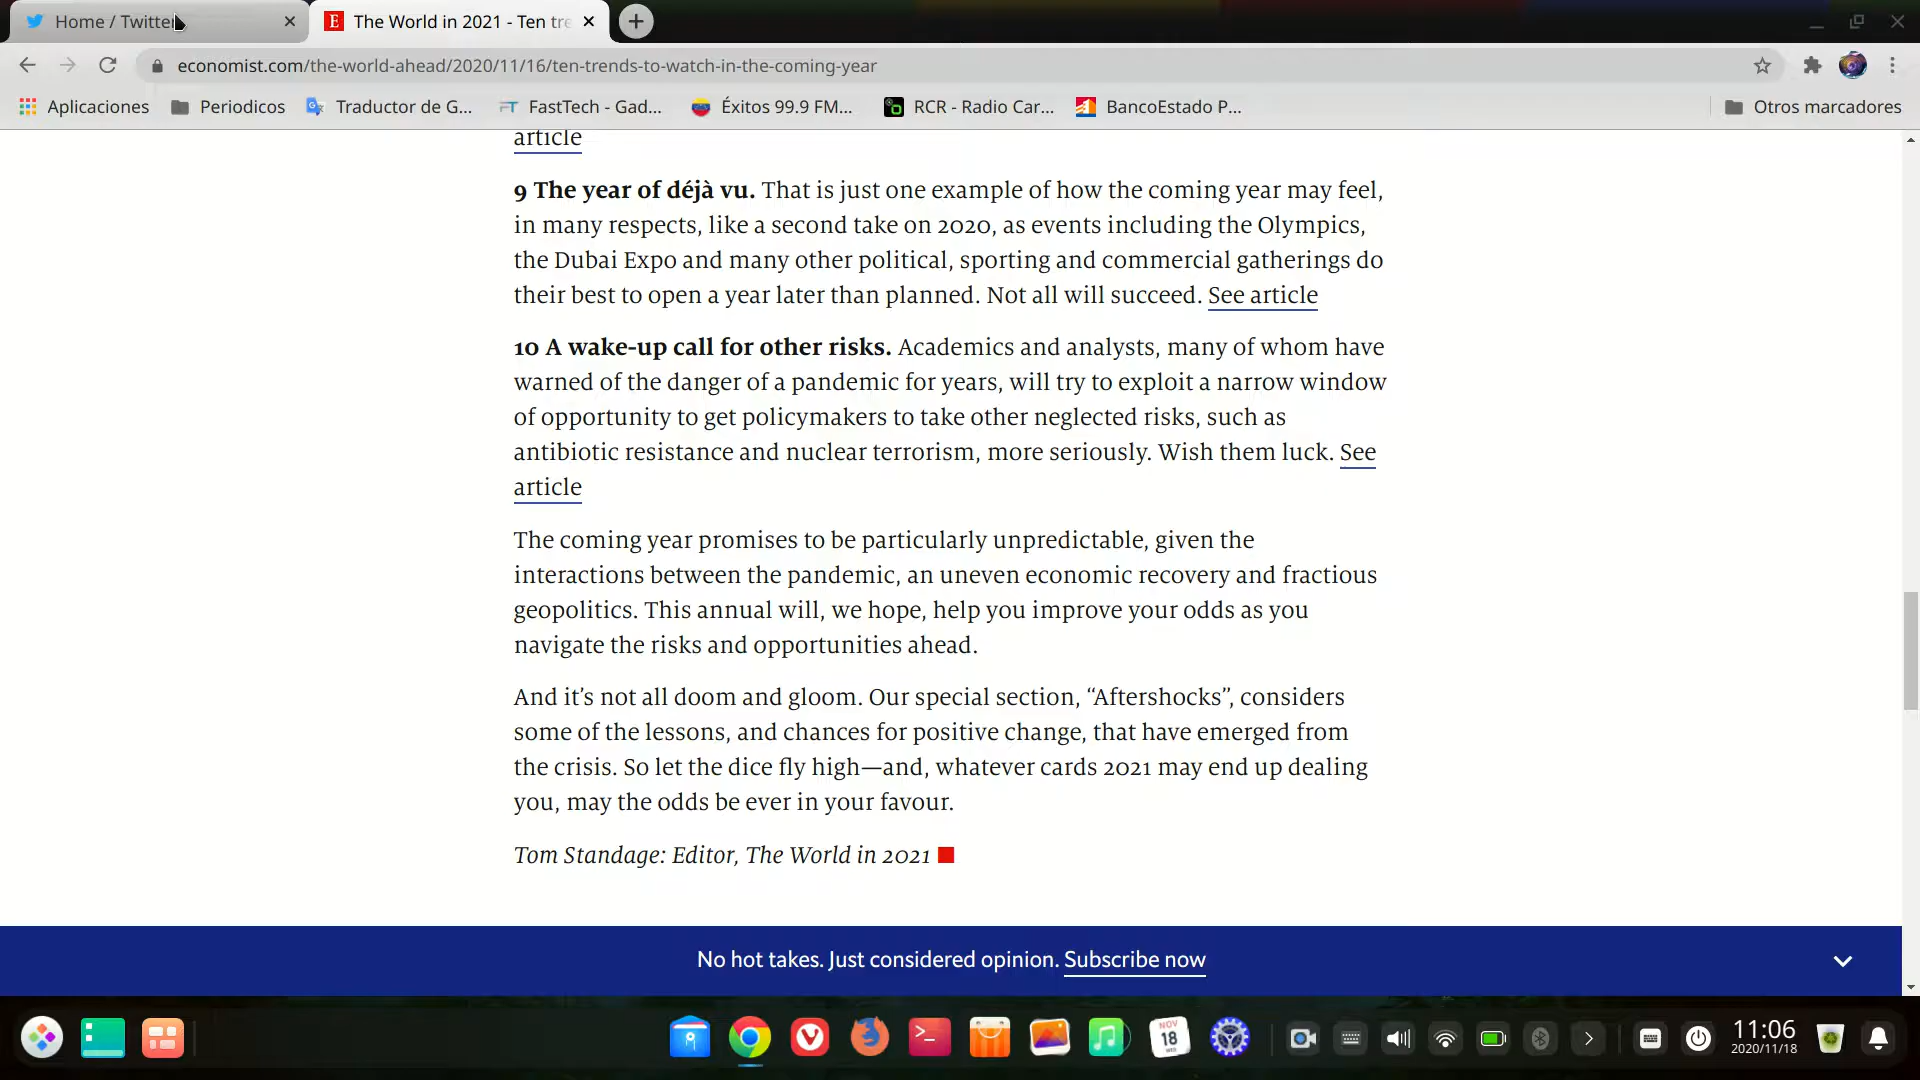 Home / Twitter
The World in 2021 - Ten tre
economist.com/the-world-ahead/2020/11/16/ten-trends-to-watch-in-the-coming-year
Aplicaciones
Periodicos
Traductor de G...
FastTech - Gad...
Éxitos 99.9 FM...
RCR - Radio Car...
BancoEstado P...
Otros marcadores
article
9 The year of déjà vu. That is just one example of how the coming year may feel,
in many respects, like a second take on 2020, as events including the Olympics,
the Dubai Expo and many other political, sporting and commercial gatherings do
their best to open a year later than planned. Not all will succeed. See article
10 A wake-up call for other risks. Academics and analysts, many of whom have
warned of the danger of a pandemic for years, will try to exploit a narrow window
of opportunity to get policymakers to take other neglected risks, such as
antibiotic resistance and nuclear terrorism, more seriously. Wish them luck. See
article
The coming year promises to be particularly unpredictable, given the
interactions between the pandemic, an uneven economic recovery and fractious
geopolitics. This annual will, we hope, help you improve your odds as you
navigate the risks and opportunities ahead.
And it’s not all doom and gloom. Our special section, “Aftershocks”, considers
some of the lessons, and chances for positive change, that have emerged from
the crisis. So let the dice fly high—and, whatever cards 2021 may end up dealing
you, may the odds be ever in your favour.
Tom Standage: Editor, The World in 2021
No hot takes. Just considered opinion. Subscribe now
NOV
18
WED
11:06
2020/11/18